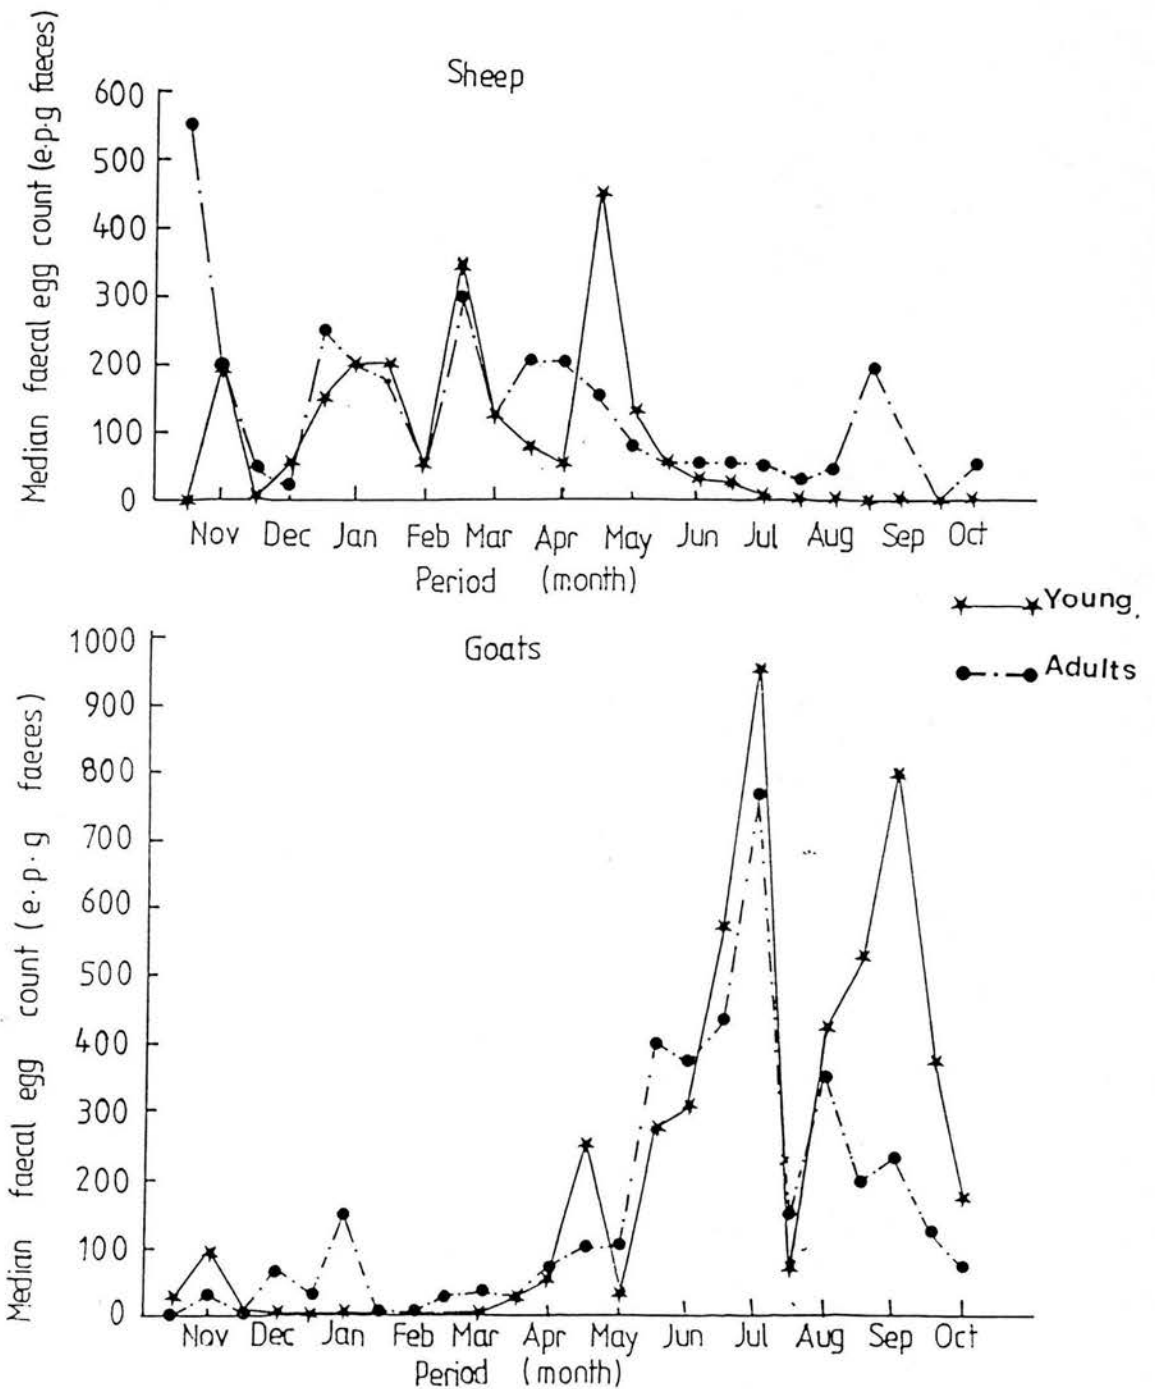 Sheep
Median faecal egg count (e.p.g faeces)
600
500
400
300
200
100
0
Nov Dec Jan Feb Mar Apr May Jun Jul Aug Sep Oct
Period (month)
Young.
Adults
Goats
Median faecal egg count (e.p.g faeces)
1000
900
800
700
600
500
400
300
200
100
0
Nov Dec Jan Feb Mar Apr May Jun Jul Aug Sep Oct
Period (month)